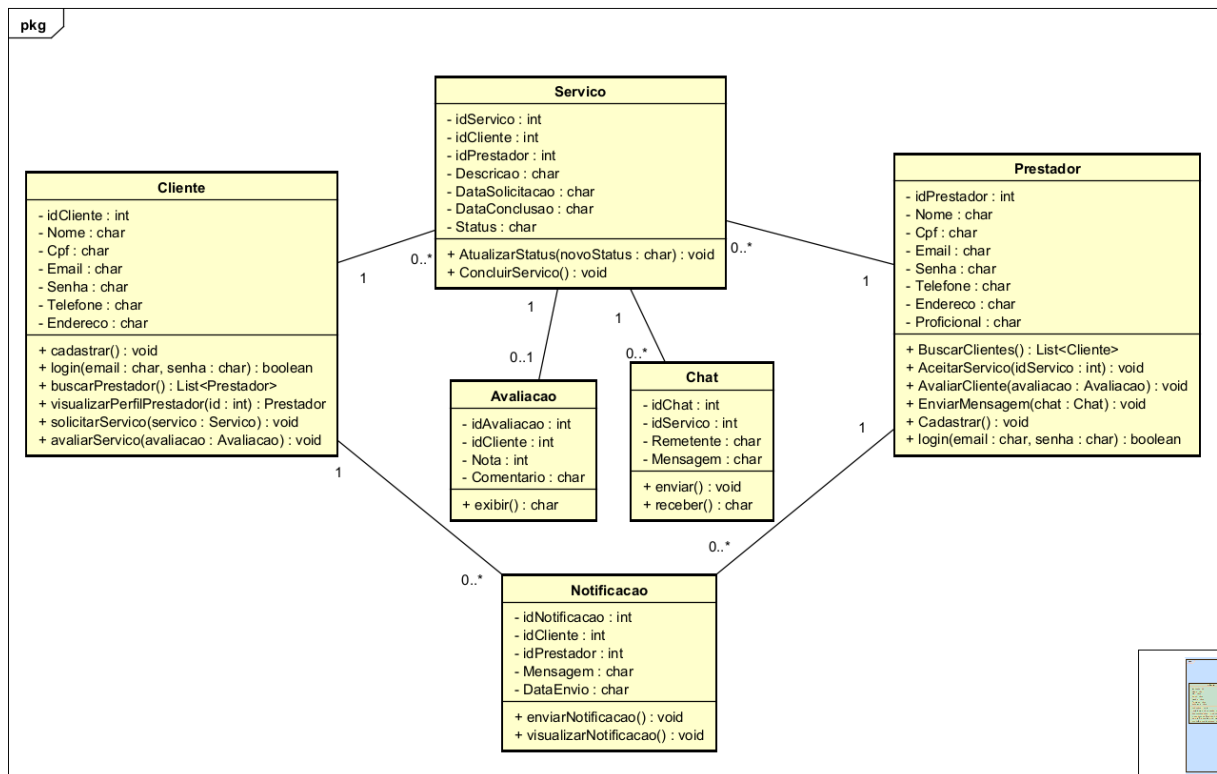 pkg
Servico
- idServico : int
- idCliente : int
- idPrestador : int
- Descricao : char
- DataSolicitacao : char
- DataConclusao : char
- Status : char
+ AtualizarStatus(novoStatus : char) : void
+ ConcluirServico() : void
Cliente
- idCliente : int
- Nome : char
- Cpf : char
- Email : char
- Senha : char
- Telefone : char
- Endereco : char
+ cadastrar() : void
+ login(email : char, senha : char) : boolean
+ buscarPrestador() : List<Prestador>
+ visualizarPerfilPrestador(id : int) : Prestador
+ solicitarServico(servico : Servico) : void
+ avaliarServico(avaliacao : Avaliacao) : void
Prestador
- idPrestador : int
- Nome : char
- Cpf : char
- Email : char
- Senha : char
- Telefone : char
- Endereco : char
- Proficional : char
+ BuscarClientes() : List<Cliente>
+ AceitarServico(idServico : int) : void
+ AvaliarCliente(avaliacao : Avaliacao) : void
+ EnviarMensagem(chat : Chat) : void
+ Cadastrar() : void
+ login(email : char, senha : char) : boolean
0..*
1
0..*
1
1
0..1
1
0..*
Avaliacao
- idAvaliacao : int
- idCliente : int
- Nota : int
- Comentario : char
+ exibir() : char
Chat
- idChat : int
- idServico : int
- Remetente : char
- Mensagem : char
+ enviar() : void
+ receber() : char
1
0..*
1
0..*
Notificacao
- idNotificacao : int
- idCliente : int
- idPrestador : int
- Mensagem : char
- DataEnvio : char
+ enviarNotificacao() : void
+ visualizarNotificacao() : void